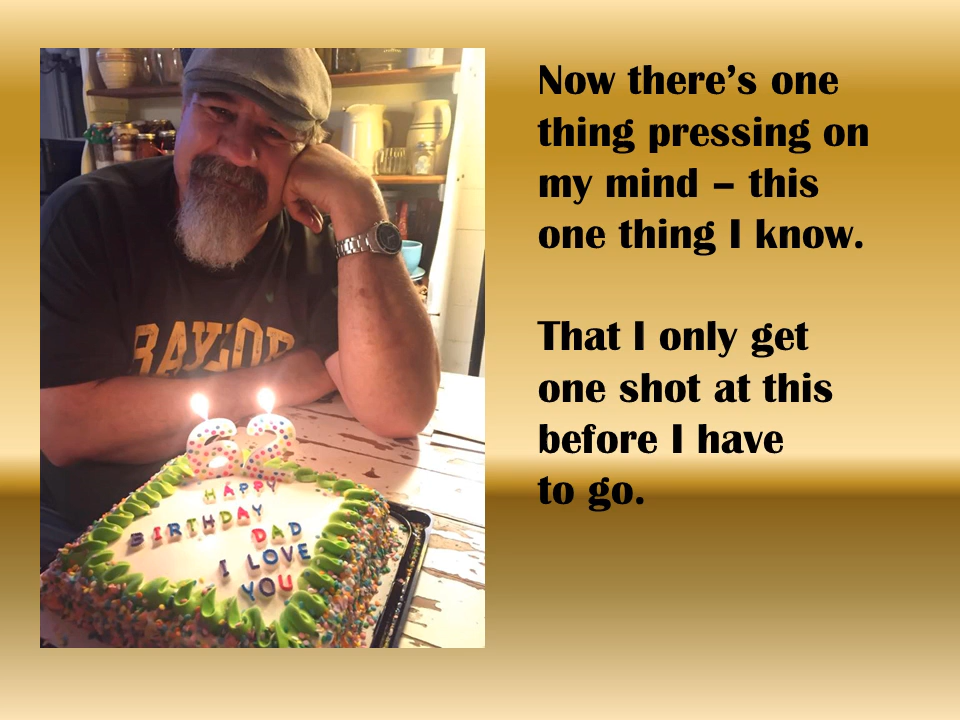 Now there’s one
thing pressing on
my mind – this
one thing I know.
That I only get
one shot at this
before I have
to go.
BAYLOR
62
HAPPY
BIRTHDAY
DAD
I LOVE
YOU